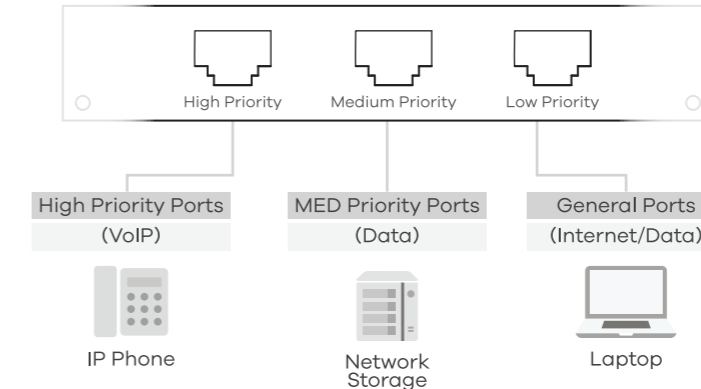 High Priority
Medium Priority
Low Priority
High Priority Ports
MED Priority Ports
General Ports
(VoIP)
(Data)
(Internet/Data)
IP Phone
Network
Storage
Laptop